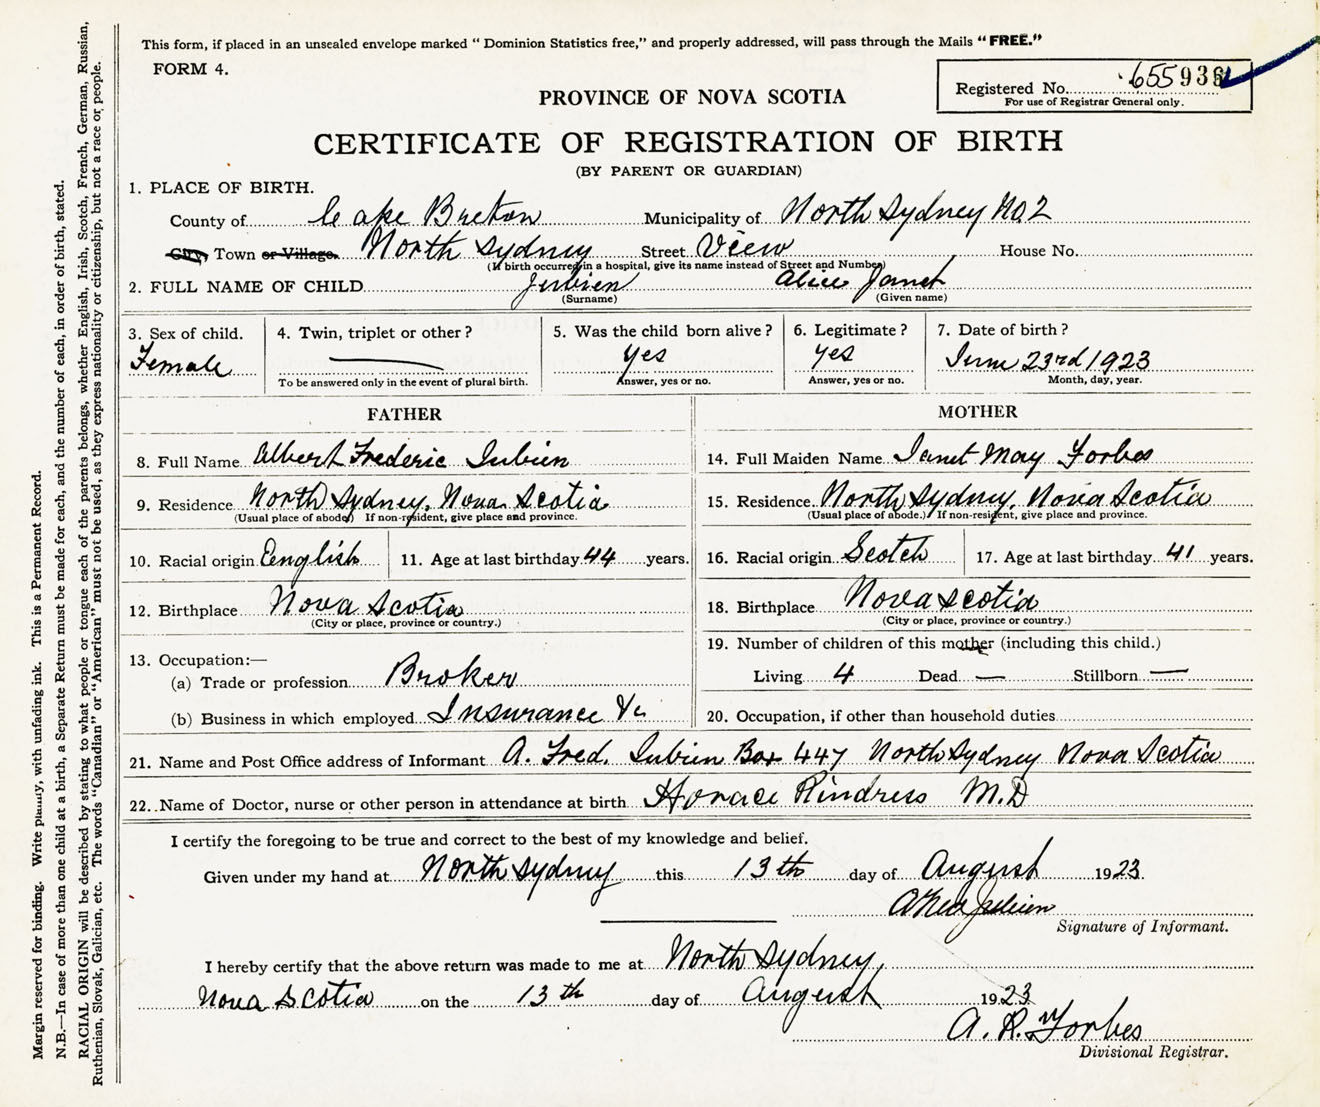 This form, if placed in an unsealed envelope marked " Dominion Statistics free," and properly addressed, will pass through the Mails " FREE."
FORM 4.
Registered No. 655936
For use of Registrar General only.
PROVINCE OF NOVA SCOTIA
CERTIFICATE OF REGISTRATION OF BIRTH
(BY PARENT OR GUARDIAN)
1. PLACE OF BIRTH.
County of Cape Breton Municipality of North Sydney No. 2
City, Town or Village. North Sydney Street View House No.
(If birth occurred in a hospital, give its name instead of Street and Number)
2. FULL NAME OF CHILD Jubien Alice Janet
(Surname) (Given name)
3. Sex of child. 4. Twin, triplet or other ? 5. Was the child born alive ? 6. Legitimate ? 7. Date of birth ?
Female — yes yes June 23rd 1923
To be answered only in the event of plural birth. Answer, yes or no. Answer, yes or no. Month, day, year.
FATHER MOTHER
8. Full Name Albert Frederic Jubien 14. Full Maiden Name Janet May Forbes
9. Residence North Sydney, Nova Scotia 15. Residence North Sydney, Nova Scotia
(Usual place of abode) If non-resident, give place and province. (Usual place of abode.) If non-resident, give place and province.
10. Racial origin English 11. Age at last birthday 44 years. 16. Racial origin Scotch 17. Age at last birthday 41 years.
12. Birthplace Nova Scotia 18. Birthplace Nova Scotia
(City or place, province or country.) (City or place, province or country.)
13. Occupation:— 19. Number of children of this mother (including this child.)
(a) Trade or profession Broker Living 4 Dead — Stillborn —
(b) Business in which employed Insurance &c 20. Occupation, if other than household duties
21. Name and Post Office address of Informant A. Fred. Jubien Box 447 North Sydney Nova Scotia
22. Name of Doctor, nurse or other person in attendance at birth Horace Rindress M.D
I certify the foregoing to be true and correct to the best of my knowledge and belief.
Given under my hand at North Sydney this 13th day of August 1923
A Fred Jubien
Signature of Informant.
I hereby certify that the above return was made to me at North Sydney,
Nova Scotia on the 13th day of August 1923
A. R. Forbes
Divisional Registrar.
Margin reserved for binding. Write plainly, with unfading ink. This is a Permanent Record.
N.B.—In case of more than one child at a birth, a Separate Return must be made for each, and the number of each, in order of birth, stated.
RACIAL ORIGIN will be described by stating to what people or tongue each of the parents belongs, whether English, Irish, Scotch, French, German, Russian,
Ruthenian, Slovak, Galician, etc. The words "Canadian" or "American" must not be used, as they express nationality or citizenship, but not a race or people.